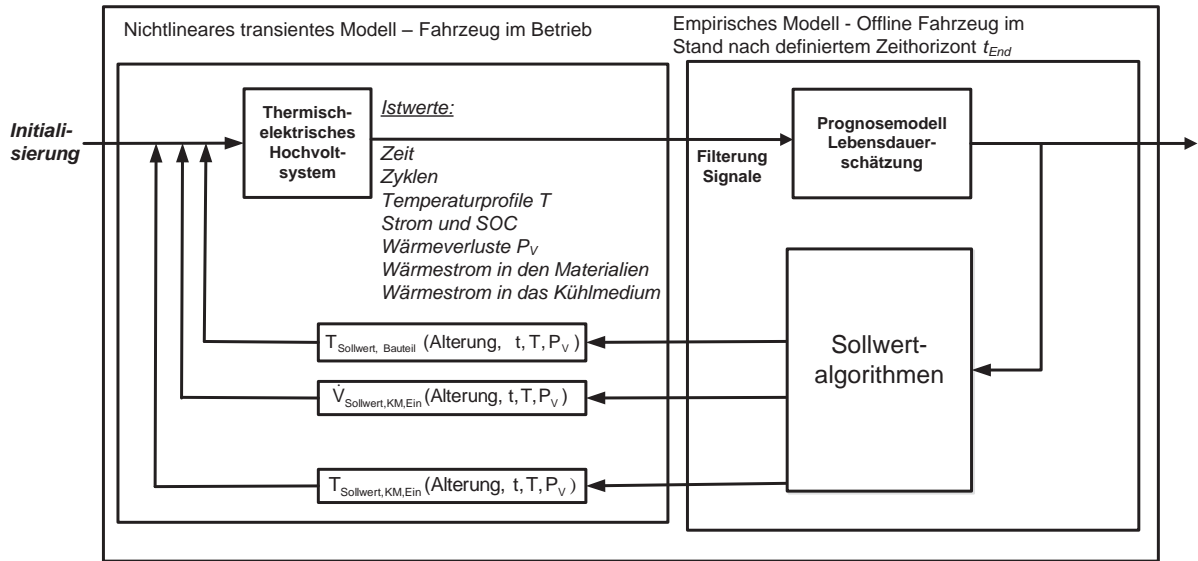 Nichtlineares transientes Modell – Fahrzeug im Betrieb
Empirisches Modell - Offline Fahrzeug im
Stand nach definiertem Zeithorizont t_End
Initiali-
sierung
Thermisch-
elektrisches
Hochvolt-
system
Istwerte:
Zeit
Zyklen
Temperaturprofile T
Strom und SOC
Wärmeverluste P_V
Wärmestrom in den Materialien
Wärmestrom in das Kühlmedium
Filterung
Signale
Prognosemodell
Lebensdauer-
schätzung
Sollwert-
algorithmen
T_Sollwert, Bauteil (Alterung, t, T, P_V)
V̇_Sollwert,KM,Ein (Alterung, t, T, P_V)
T_Sollwert,KM,Ein (Alterung, t, T, P_V)